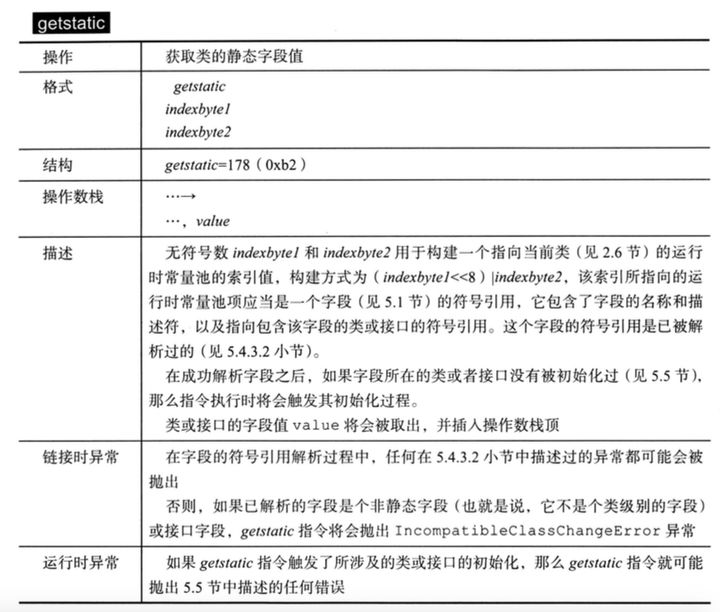 getstatic
操作 获取类的静态字段值
格式 getstatic
indexbyte1
indexbyte2
结构 getstatic=178（0xb2）
操作数栈 …→
…，value
描述 无符号数 indexbyte1 和 indexbyte2 用于构建一个指向当前类（见 2.6 节）的运行
时常量池的索引值，构建方式为（indexbyte1<<8）|indexbyte2，该索引所指向的运
行时常量池项应当是一个字段（见 5.1 节）的符号引用，它包含了字段的名称和描
述符，以及指向包含该字段的类或接口的符号引用。这个字段的符号引用是已被
解析过的（见 5.4.3.2 小节）。
在成功解析字段之后，如果字段所在的类或者接口没有被初始化过（见 5.5 节），
那么指令执行时将会触发其初始化过程。
类或接口的字段值 value 将会被取出，并插入操作数栈顶
链接时异常 在字段的符号引用解析过程中，任何在 5.4.3.2 小节中描述过的异常都可能会被
抛出
否则，如果已解析的字段是个非静态字段（也就是说，它不是个类级别的字段）
或接口字段，getstatic 指令将会抛出 IncompatibleClassChangeError 异常
运行时异常 如果 getstatic 指令触发了所涉及的类或接口的初始化，那么 getstatic 指令就可能
抛出 5.5 节中描述的任何错误